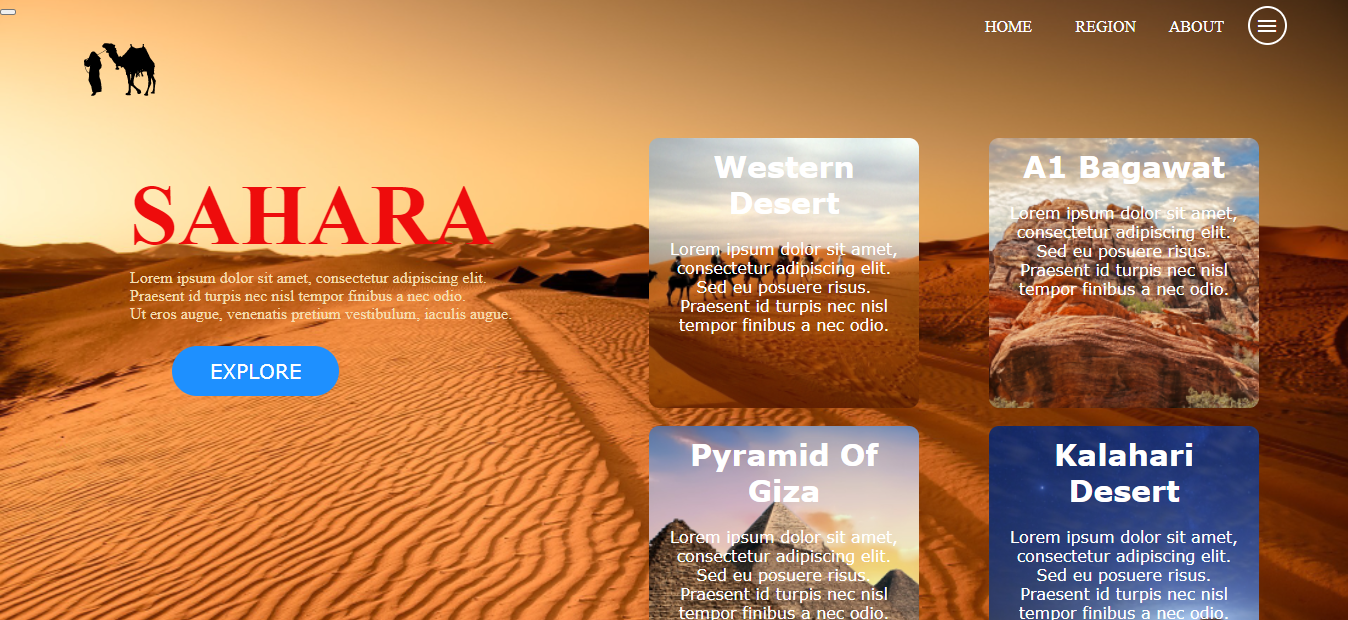 HOME REGION ABOUT
SAHARA
Lorem ipsum dolor sit amet, consectetur adipiscing elit.
Praesent id turpis nec nisl tempor finibus a nec odio.
Ut eros augue, venenatis pretium vestibulum, iaculis augue.
EXPLORE
Western
Desert
Lorem ipsum dolor sit amet,
consectetur adipiscing elit.
Sed eu posuere risus.
Praesent id turpis nec nisl
tempor finibus a nec odio.
A1 Bagawat
Lorem ipsum dolor sit amet,
consectetur adipiscing elit.
Sed eu posuere risus.
Praesent id turpis nec nisl
tempor finibus a nec odio.
Pyramid Of
Giza
Lorem ipsum dolor sit amet,
consectetur adipiscing elit.
Sed eu posuere risus.
Praesent id turpis nec nisl
tempor finibus a nec odio.
Kalahari
Desert
Lorem ipsum dolor sit amet,
consectetur adipiscing elit.
Sed eu posuere risus.
Praesent id turpis nec nisl
tempor finibus a nec odio.